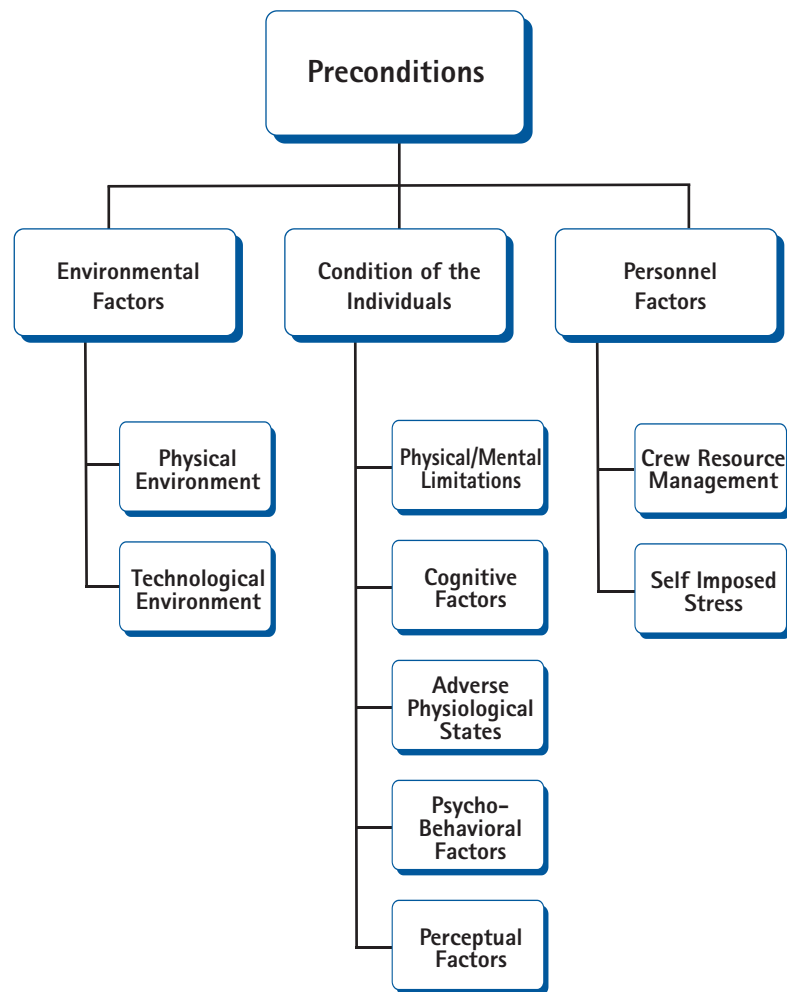 Preconditions
Environmental
Factors
Condition of the
Individuals
Personnel
Factors
Physical
Environment
Technological
Environment
Physical/Mental
Limitations
Cognitive
Factors
Adverse
Physiological
States
Psycho-
Behavioral
Factors
Perceptual
Factors
Crew Resource
Management
Self Imposed
Stress